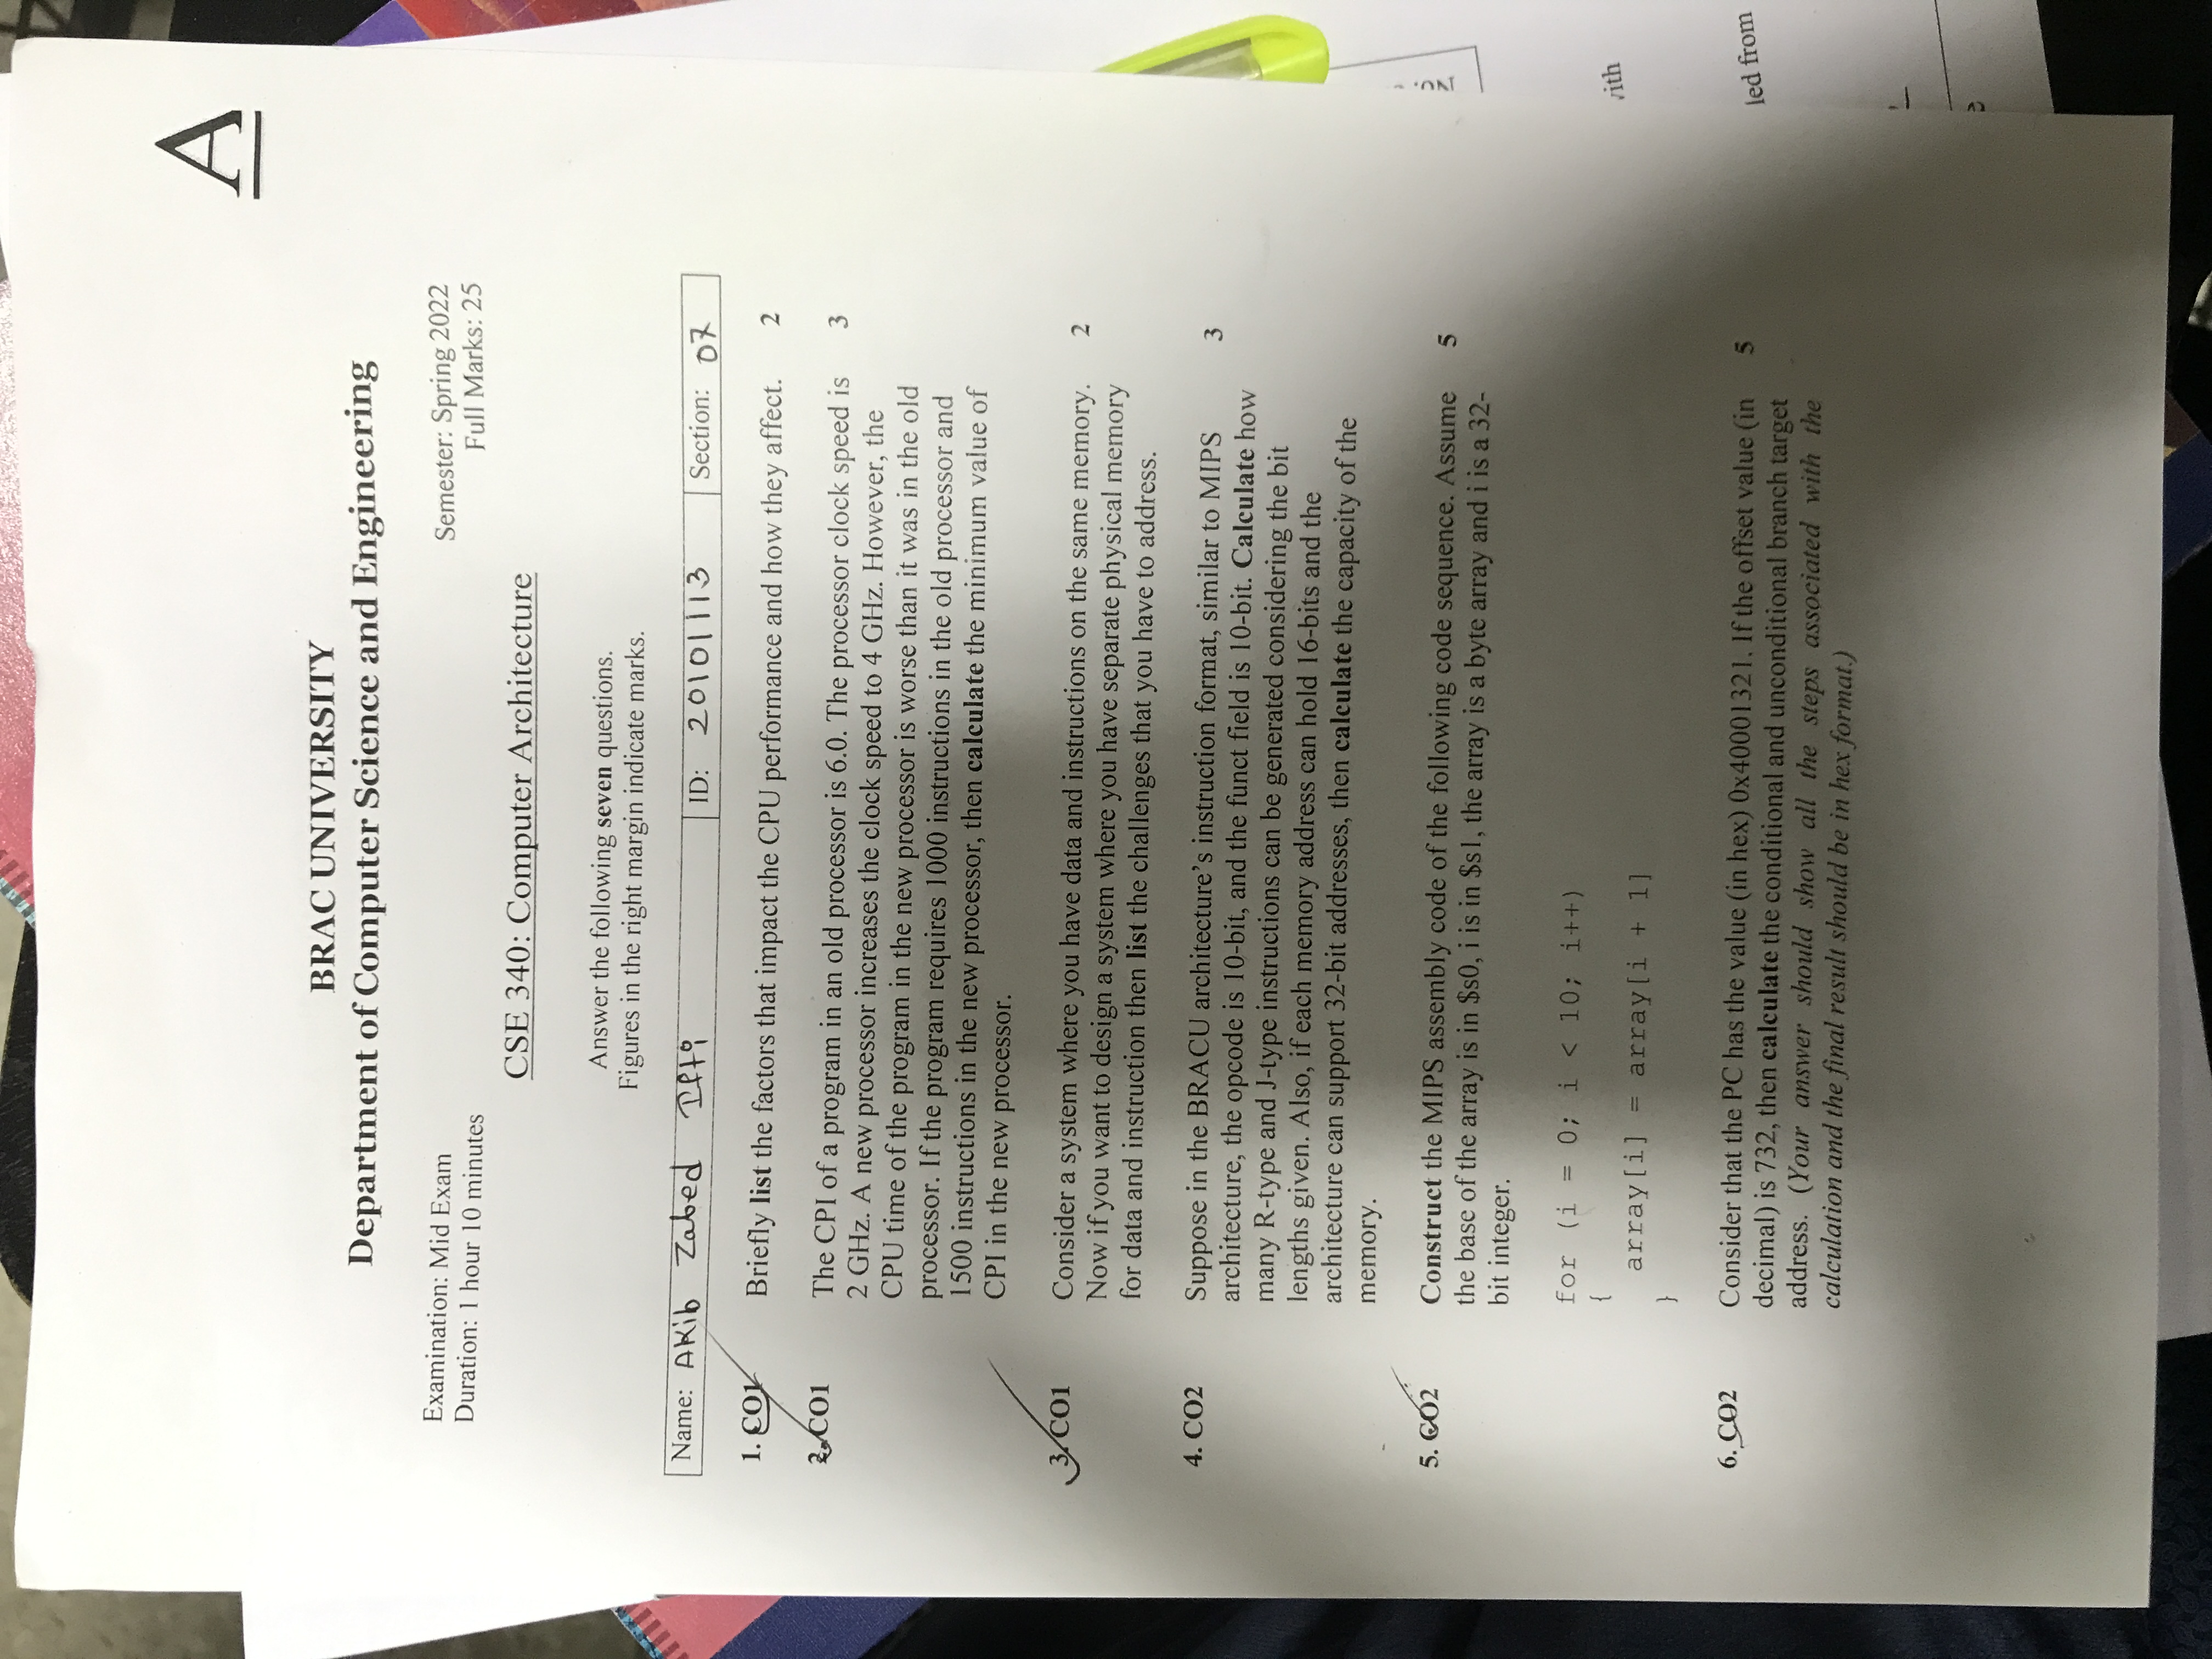 A
BRAC UNIVERSITY
Department of Computer Science and Engineering
Examination: Mid Exam
Semester: Spring 2022
Duration: 1 hour 10 minutes
Full Marks: 25
CSE 340: Computer Architecture
Answer the following seven questions.
Figures in the right margin indicate marks.
Name: Akib Zabed Ifti ID: 20101113 Section: 07
1. CO1 Briefly list the factors that impact the CPU performance and how they affect. 2
2. CO1 The CPI of a program in an old processor is 6.0. The processor clock speed is 3
2 GHz. A new processor increases the clock speed to 4 GHz. However, the
CPU time of the program in the new processor is worse than it was in the old
processor. If the program requires 1000 instructions in the old processor and
1500 instructions in the new processor, then calculate the minimum value of
CPI in the new processor.
3. CO1 Consider a system where you have data and instructions on the same memory. 2
Now if you want to design a system where you have separate physical memory
for data and instruction then list the challenges that you have to address.
4. CO2 Suppose in the BRACU architecture's instruction format, similar to MIPS 3
architecture, the opcode is 10-bit, and the funct field is 10-bit. Calculate how
many R-type and J-type instructions can be generated considering the bit
lengths given. Also, if each memory address can hold 16-bits and the
architecture can support 32-bit addresses, then calculate the capacity of the
memory.
5. CO2 Construct the MIPS assembly code of the following code sequence. Assume 5
the base of the array is in $s0, i is in $s1, the array is a byte array and i is a 32-
bit integer.
for (i = 0; i < 10; i++)
{
array[i] = array[i + 1]
}
6. CO2 Consider that the PC has the value (in hex) 0x40001321. If the offset value (in 5
decimal) is 732, then calculate the conditional and unconditional branch target
address. (Your answer should show all the steps associated with the
calculation and the final result should be in hex format.)
No.
with
led from